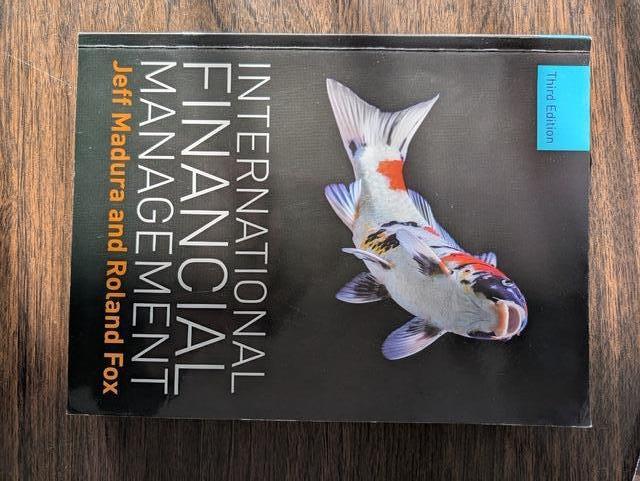 Third Edition
INTERNATIONAL
FINANCIAL
MANAGEMENT
Jeff Madura and Roland Fox